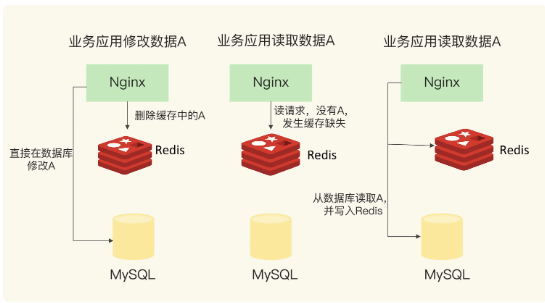 业务应用修改数据A
Nginx
删除缓存中的A
Redis
直接在数据库
修改A
MySQL
业务应用读取数据A
Nginx
读请求，没有A，
发生缓存缺失
Redis
MySQL
业务应用读取数据A
Nginx
Redis
从数据库读取A，
并写入Redis
MySQL